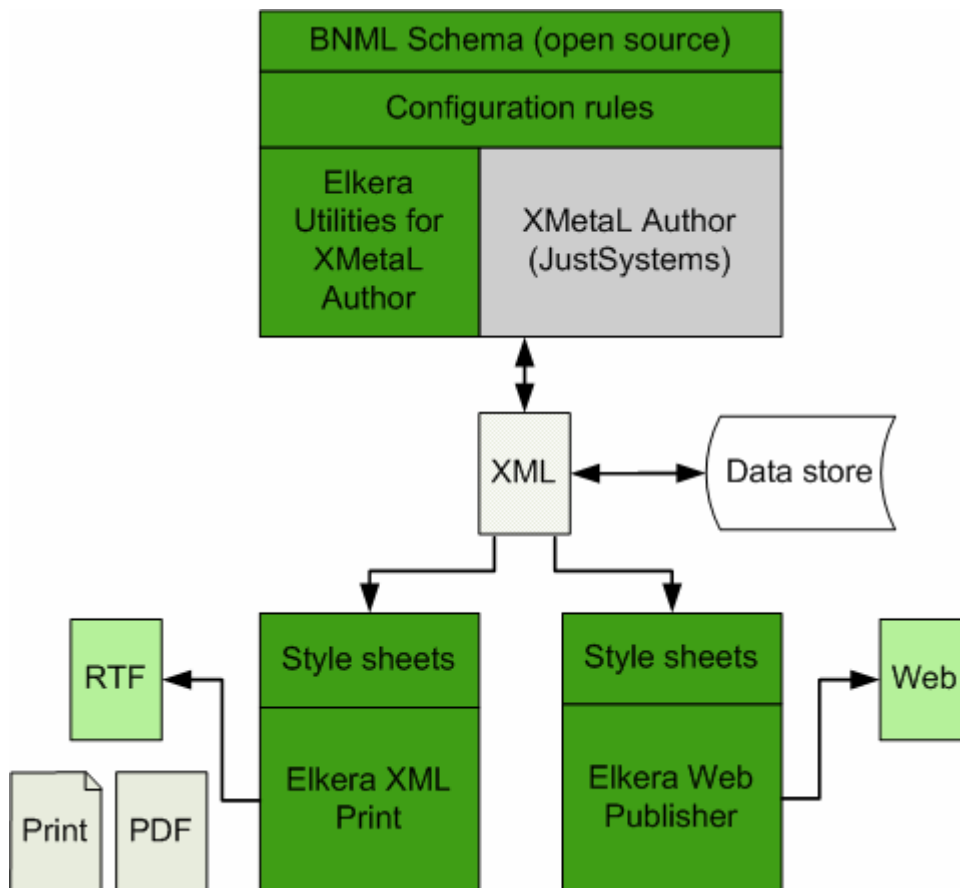 BNML Schema (open source)
Configuration rules
Elkera
Utilities for
XMetaL
Author
XMetaL Author
(JustSystems)
XML
Data store
Style sheets
Style sheets
RTF
Web
Elkera XML
Print
Elkera Web
Publisher
Print
PDF